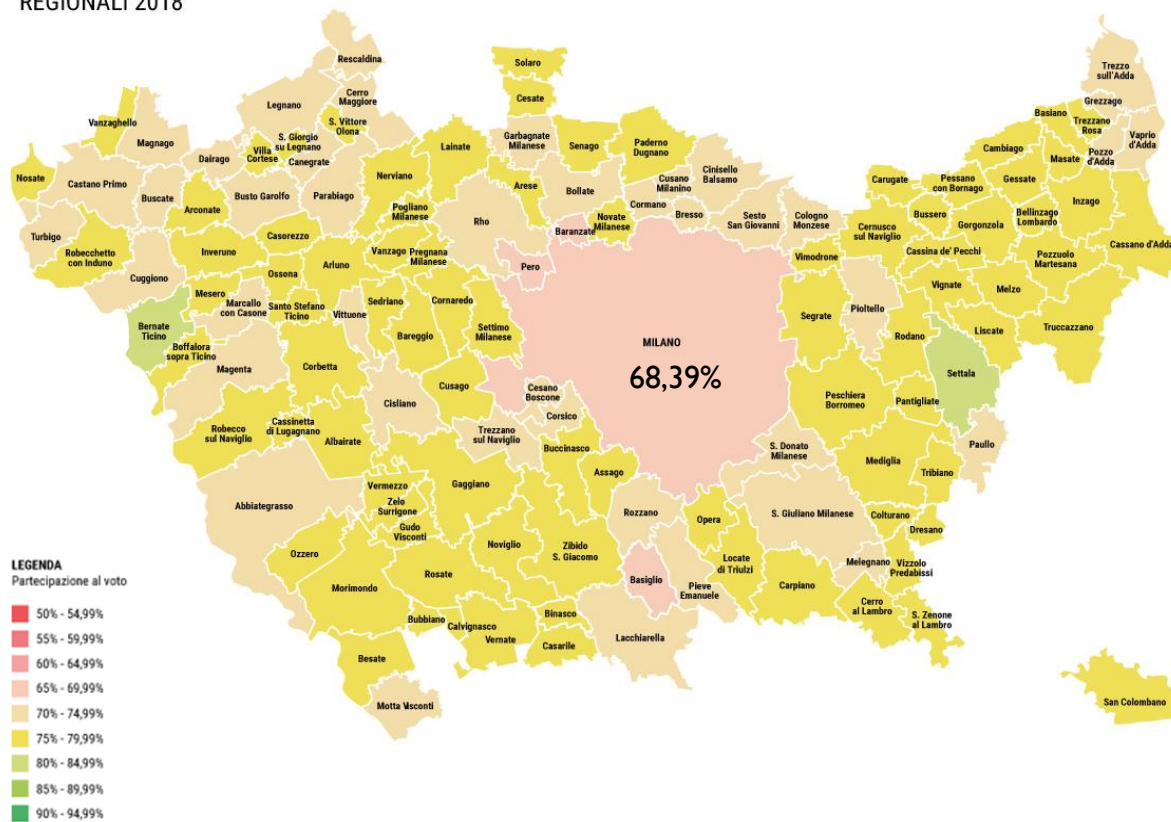 REGIONALI 2018
Rescaldina
Solaro
Trezzo
sull'Adda
Legnano
Cerro
Maggiore
Cesate
Grezzago
Vanzaghello
S. Vittore
Olona
Basiano
Trezzano
Rosa
Magnago
S. Giorgio
su Legnano
Garbagnate
Milanese
Senago
Paderno
Dugnano
Vaprio
d'Adda
Dairago
Villa
Cortese
Canegrate
Lainate
Cambiago
Masate
Pozzo
d'Adda
Nosate
Castano Primo
Nerviano
Arese
Bollate
Cusano
Milanino
Cinisello
Balsamo
Carugate
Pessano
con Bornago
Gessate
Buscate
Arconate
Busto Garolfo
Parabiago
Pogliano
Milanese
Cormano
Bresso
Sesto
San Giovanni
Cologno
Monzese
Bussero
Bellinzago
Lombardo
Inzago
Turbigo
Rho
Baranzate
Novate
Milanese
Cernusco
sul Naviglio
Gorgonzola
Robecchetto
con Induno
Inveruno
Casorezzo
Vanzago
Pregnana
Milanese
Vimodrone
Cassina de' Pecchi
Pozzuolo
Martesana
Cassano d'Adda
Cuggiono
Ossona
Arluno
Pero
Mesero
Marcallo
con Casone
Santo Stefano
Ticino
Vittuone
Sedriano
Cornaredo
Pioltello
Vignate
Melzo
Bernate
Ticino
Bareggio
Settimo
Milanese
Segrate
Rodano
Liscate
Truccazzano
Boffalora
sopra Ticino
MILANO
68,39%
Magenta
Corbetta
Settala
Cusago
Cesano
Boscone
Cisliano
Corsico
Peschiera
Borromeo
Pantigliate
Robecco
sul Naviglio
Cassinetta
di Lugagnano
Albairate
Trezzano
sul Naviglio
Buccinasco
S. Donato
Milanese
Paullo
Mediglia
Tribiano
Assago
Vermezzo
Gaggiano
Abbiategrasso
Zelo
Surrigone
Rozzano
Opera
S. Giuliano Milanese
Colturano
Gudo
Visconti
Dresano
Ozzero
Noviglio
Zibido
S. Giacomo
Locate
di Triulzi
Melegnano
Vizzolo
Predabissi
Morimondo
Rosate
Basiglio
Pieve
Emanuele
Carpiano
Cerro
al Lambro
S. Zenone
al Lambro
Bubbiano
Calvignasco
Binasco
Vernate
Casarile
Lacchiarella
Besate
Motta Visconti
San Colombano
LEGENDA
Partecipazione al voto
50% - 54,99%
55% - 59,99%
60% - 64,99%
65% - 69,99%
70% - 74,99%
75% - 79,99%
80% - 84,99%
85% - 89,99%
90% - 94,99%